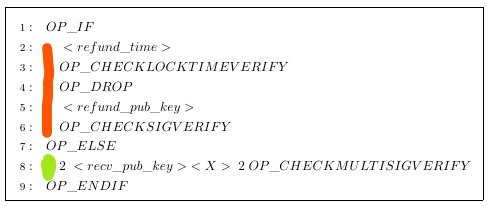 1: OP_IF
2: <refund_time>
3: OP_CHECKLOCKTIMEVERIFY
4: OP_DROP
5: <refund_pub_key>
6: OP_CHECKSIGVERIFY
7: OP_ELSE
8: 2 <recv_pub_key><X> 2 OP_CHECKMULTISIGVERIFY
9: OP_ENDIF